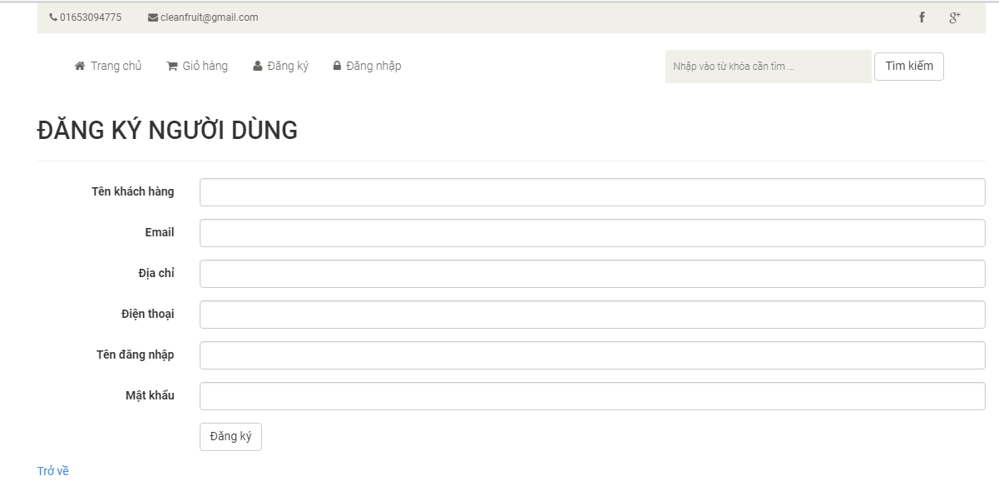 01653094775 cleanfruit@gmail.com
Trang chủ Giỏ hàng Đăng ký Đăng nhập Nhập vào từ khóa cần tìm ... Tìm kiếm
ĐĂNG KÝ NGƯỜI DÙNG
Tên khách hàng
Email
Địa chỉ
Điện thoại
Tên đăng nhập
Mật khẩu
Đăng ký
Trở về